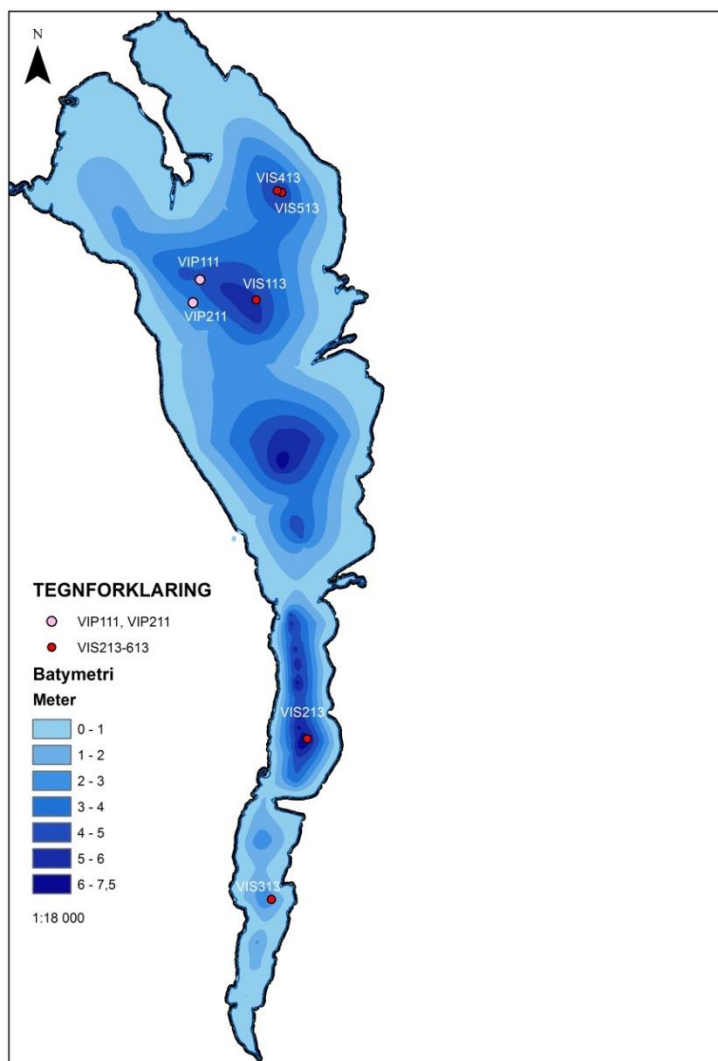 N
VIS413
VIS513
VIP111
VIS113
VIP211
TEGNFORKLARING
VIP111, VIP211
VIS213-613
Batymetri
Meter
0 - 1
1 - 2
2 - 3
3 - 4
4 - 5
5 - 6
6 - 7,5
1:18 000
VIS213
VIS313